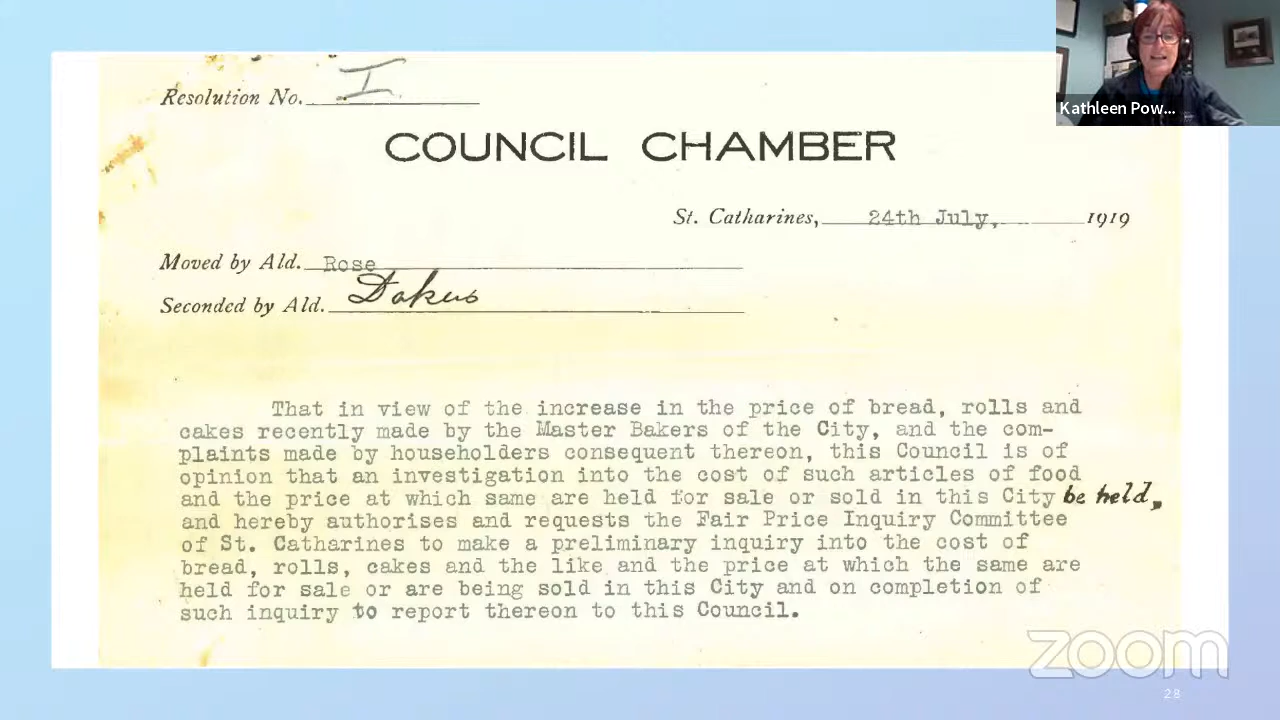 Kathleen Pow...
Resolution No. I
COUNCIL CHAMBER
St. Catharines, 24th July, 1919
Moved by Ald. Rose
Seconded by Ald. Dakus
That in view of the increase in the price of bread, rolls and
cakes recently made by the Master Bakers of the City, and the com-
plaints made by householders consequent thereon, this Council is of
opinion that an investigation into the cost of such articles of food
and the price at which same are held for sale or sold in this City be held,
and hereby authorises and requests the Fair Price Inquiry Committee
of St. Catharines to make a preliminary inquiry into the cost of
bread, rolls, cakes and the like and the price at which the same are
held for sale or are being sold in this City and on completion of
such inquiry to report thereon to this Council.
zoom
28